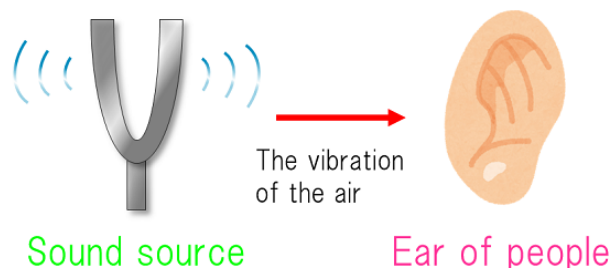 The vibration
of the air
Sound source
Ear of people